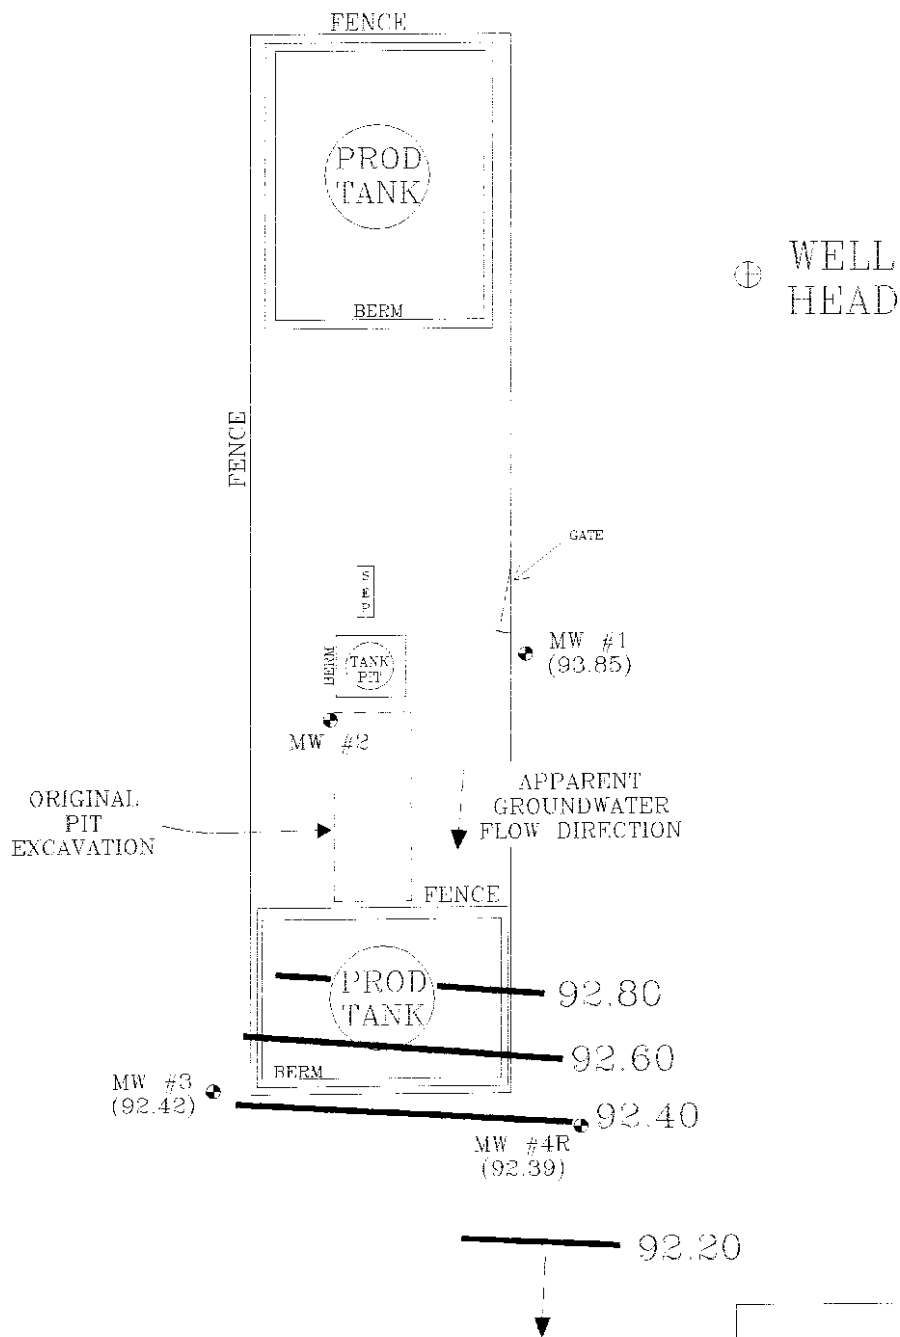 FENCE
PROD
TANK
WELL
HEAD
BERM
FENCE
GATE
SEP
MW #1
(93.85)
BERM
TANK
PIT
MW #2
ORIGINAL
PIT
EXCAVATION
APPARENT
GROUNDWATER
FLOW DIRECTION
FENCE
PROD
TANK
92.80
92.60
BERM
MW #3
(92.42)
92.40
MW #4R
(92.39)
92.20